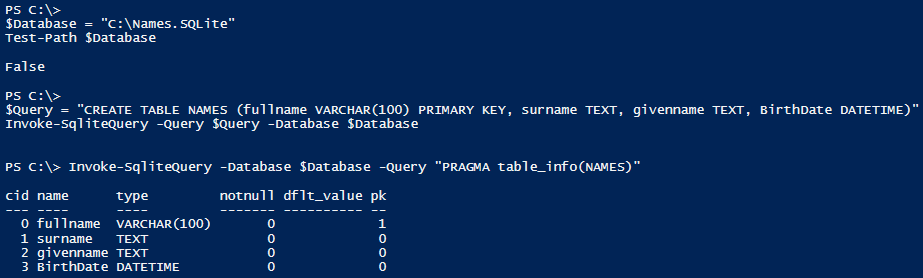 PS C:\>
$Database = "C:\Names.SQLite"
Test-Path $Database
False
PS C:\>
$Query = "CREATE TABLE NAMES (fullname VARCHAR(100) PRIMARY KEY, surname TEXT, givenname TEXT, BirthDate DATETIME)"
Invoke-SqliteQuery -Query $Query -Database $Database
PS C:\> Invoke-SqliteQuery -Database $Database -Query "PRAGMA table_info(NAMES)"
cid name type notnull dflt_value pk
--- ---- ---- ------- ---------- --
0 fullname VARCHAR(100) 0 1
1 surname TEXT 0 0
2 givenname TEXT 0 0
3 BirthDate DATETIME 0 0